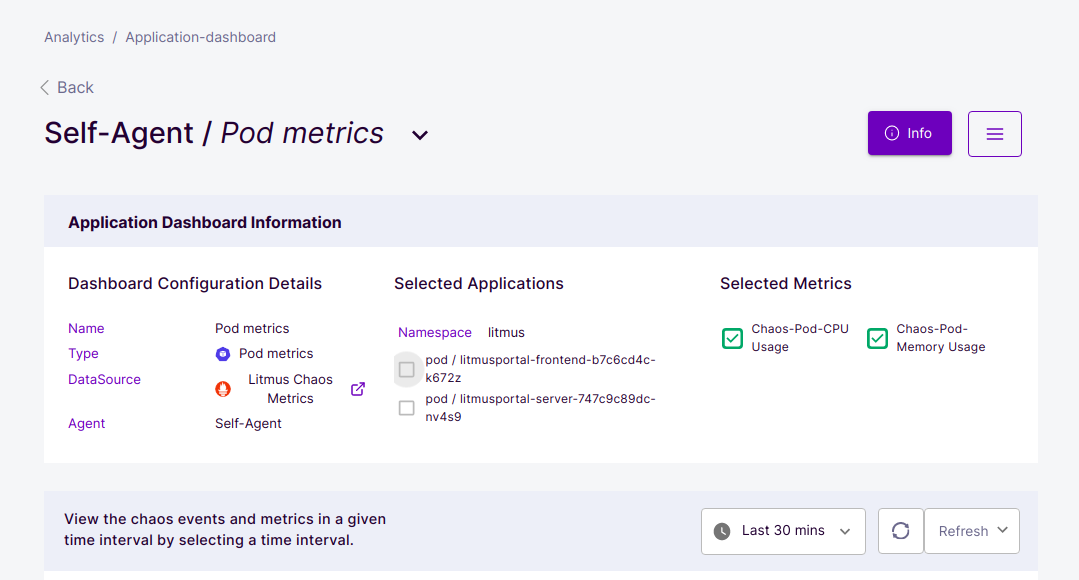 Analytics / Application-dashboard
Back
Self-Agent / Pod metrics
Info
Application Dashboard Information
Dashboard Configuration Details
Name Pod metrics
Type Pod metrics
DataSource Litmus Chaos
Metrics
Agent Self-Agent
Selected Applications
Namespace litmus
pod / litmusportal-frontend-b7c6cd4c-
k672z
pod / litmusportal-server-747c9c89dc-
nv4s9
Selected Metrics
Chaos-Pod-CPU
Usage
Chaos-Pod-
Memory Usage
View the chaos events and metrics in a given
time interval by selecting a time interval.
Last 30 mins
Refresh